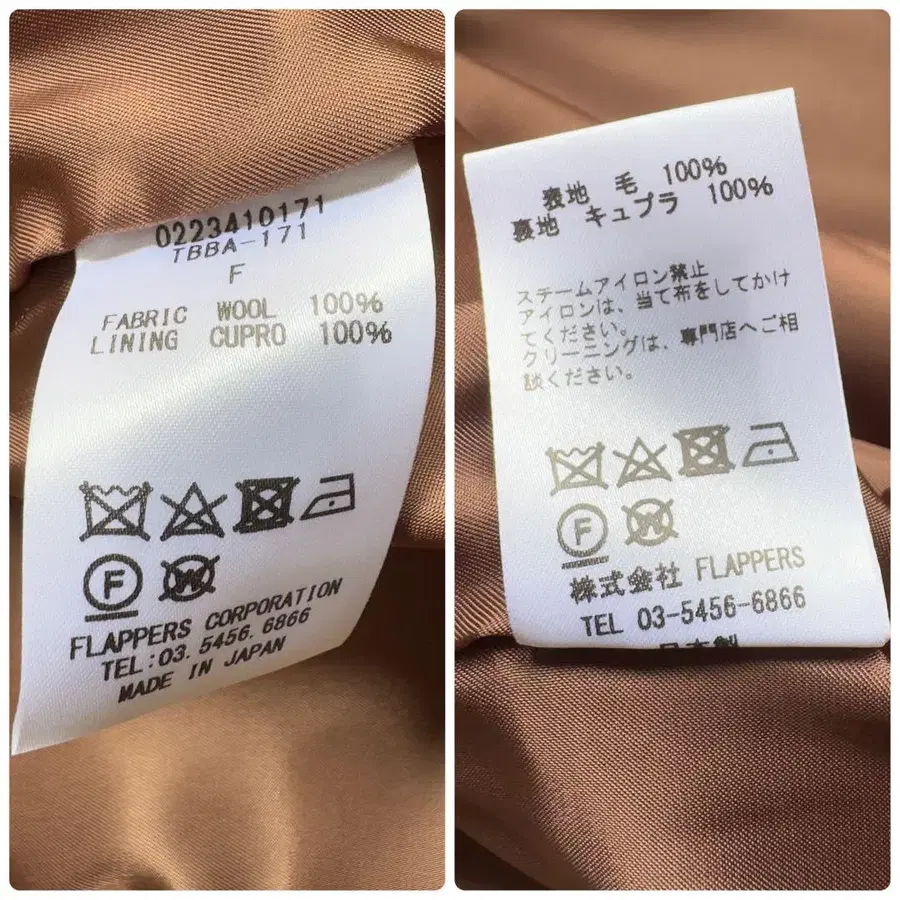 0223410171
TBBA-171
F
FABRIC WOOL 100%
LINING CUPRO 100%
F
W
FLAPPERS CORPORATION
TEL:03.5456.6866
MADE IN JAPAN
表地 毛 100%
裏地 キュプラ 100%
スチームアイロン禁止
アイロンは、当て布をしてかけ
てください。
クリーニングは、専門店へご相
談ください。
F
W
株式会社 FLAPPERS
TEL 03-5456-6866
日本製